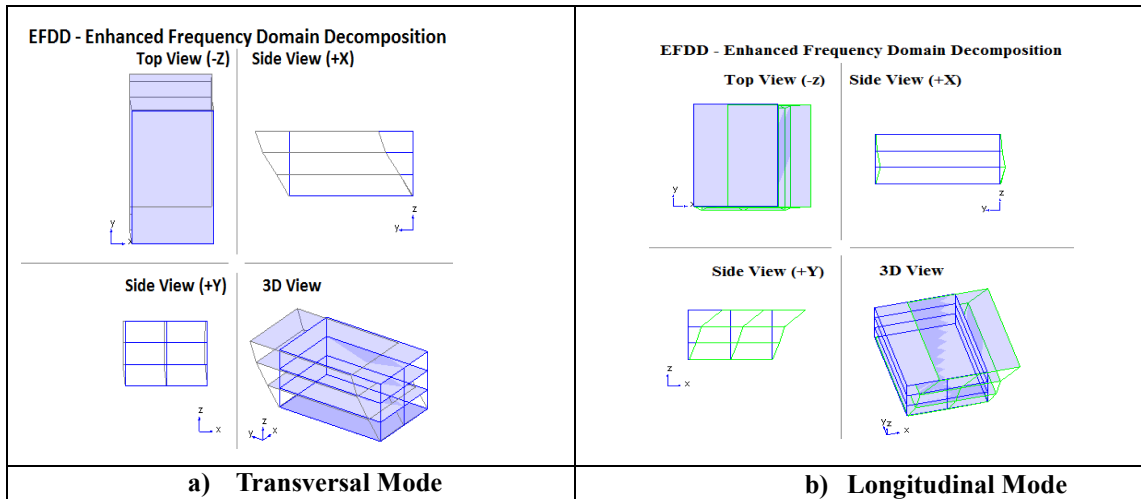 EFDD - Enhanced Frequency Domain Decomposition
Top View (-Z) Side View (+X)
y
x
z
y
Side View (+Y) 3D View
z
x
z
y x
a) Transversal Mode
EFDD - Enhanced Frequency Domain Decomposition
Top View (-z) Side View (+X)
y
x
z
y
Side View (+Y) 3D View
z
x
y z
x
b) Longitudinal Mode